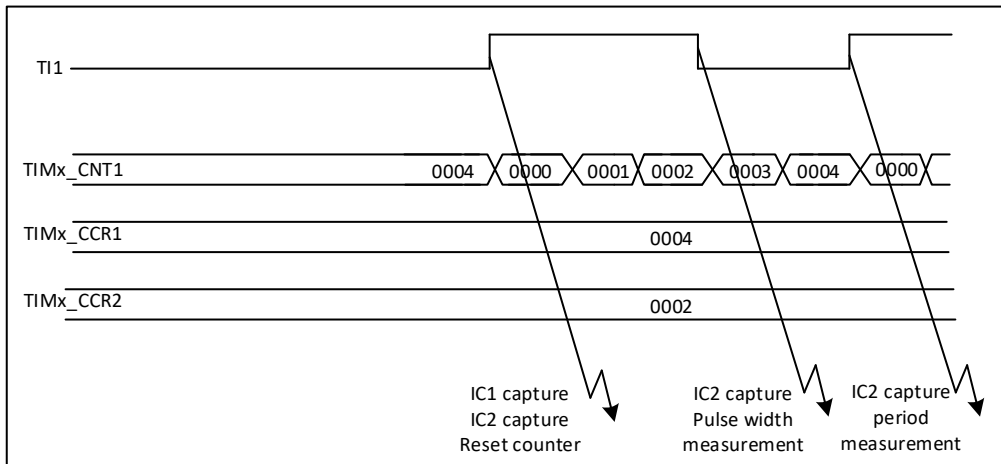 TI1
TIMx_CNT1
0004 0000 0001 0002 0003 0004 0000
TIMx_CCR1
0004
TIMx_CCR2
0002
IC1 capture
IC2 capture
Reset counter
IC2 capture
Pulse width
measurement
IC2 capture
period
measurement